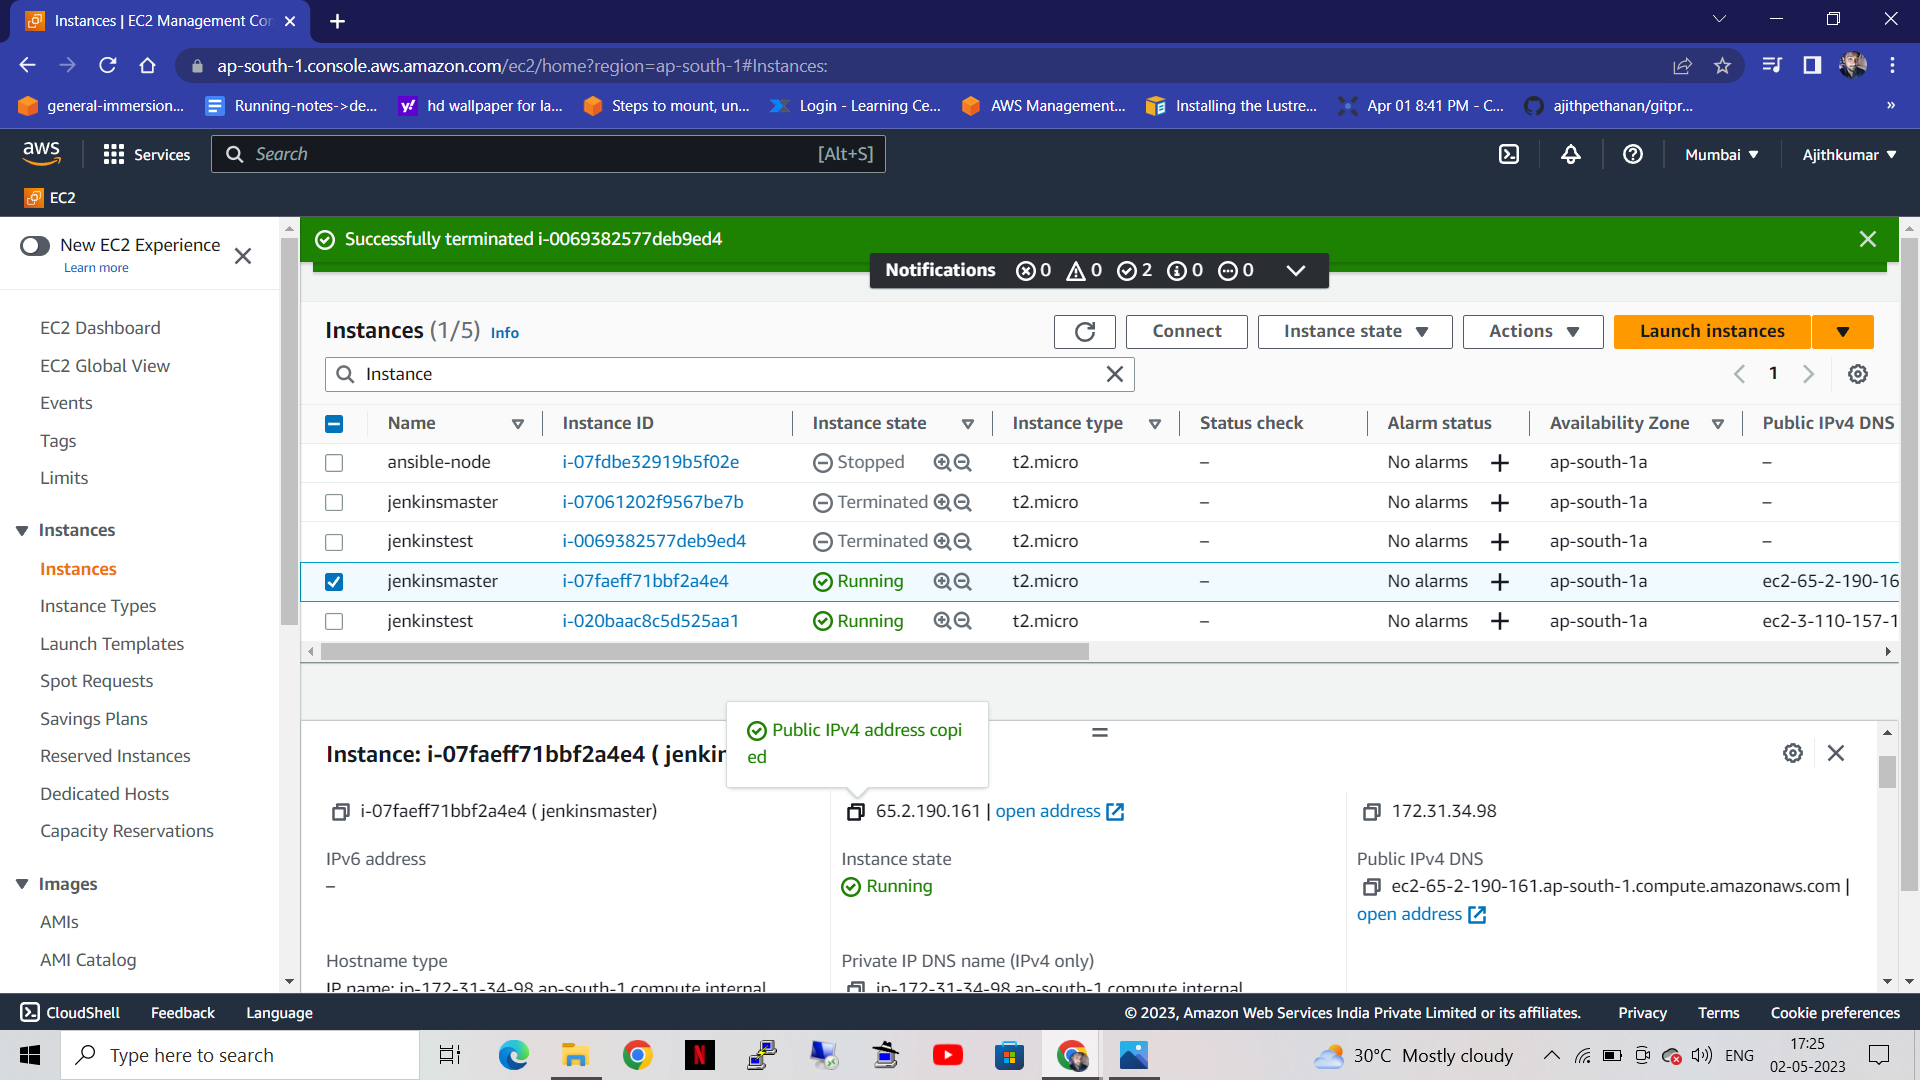 Instances | EC2 Management Con
ap-south-1.console.aws.amazon.com/ec2/home?region=ap-south-1#Instances:
general-immersion... Running-notes->de... hd wallpaper for la... Steps to mount, un... Login - Learning Ce... AWS Management... Installing the Lustre... Apr 01 8:41 PM - C... ajithpethanan/gitpr... »
aws Services Search [Alt+S] Mumbai Ajithkumar
EC2
New EC2 Experience
Learn more
EC2 Dashboard
EC2 Global View
Events
Tags
Limits
Instances
Instances
Instance Types
Launch Templates
Spot Requests
Savings Plans
Reserved Instances
Dedicated Hosts
Capacity Reservations
Images
AMIs
AMI Catalog
Successfully terminated i-0069382577deb9ed4
Notifications 0 0 2 0 0
Instances (1/5) Info Connect Instance state Actions Launch instances
Instance 1
Name Instance ID Instance state Instance type Status check Alarm status Availability Zone Public IPv4 DNS
ansible-node i-07fdbe32919b5f02e Stopped t2.micro – No alarms + ap-south-1a –
jenkinsmaster i-07061202f9567be7b Terminated t2.micro – No alarms + ap-south-1a –
jenkinstest i-0069382577deb9ed4 Terminated t2.micro – No alarms + ap-south-1a –
jenkinsmaster i-07faeff71bbf2a4e4 Running t2.micro – No alarms + ap-south-1a ec2-65-2-190-16
jenkinstest i-020baac8c5d525aa1 Running t2.micro – No alarms + ap-south-1a ec2-3-110-157-1
Public IPv4 address copi
ed
Instance: i-07faeff71bbf2a4e4 ( jenkin
i-07faeff71bbf2a4e4 ( jenkinsmaster) 65.2.190.161 | open address 172.31.34.98
IPv6 address Instance state Public IPv4 DNS
– Running ec2-65-2-190-161.ap-south-1.compute.amazonaws.com |
open address
Hostname type Private IP DNS name (IPv4 only)
IP name: ip-172-31-34-98.ap-south-1.compute.internal ip-172-31-34-98.ap-south-1.compute.internal
CloudShell Feedback Language © 2023, Amazon Web Services India Private Limited or its affiliates. Privacy Terms Cookie preferences
Type here to search 30°C Mostly cloudy ENG 17:25
02-05-2023